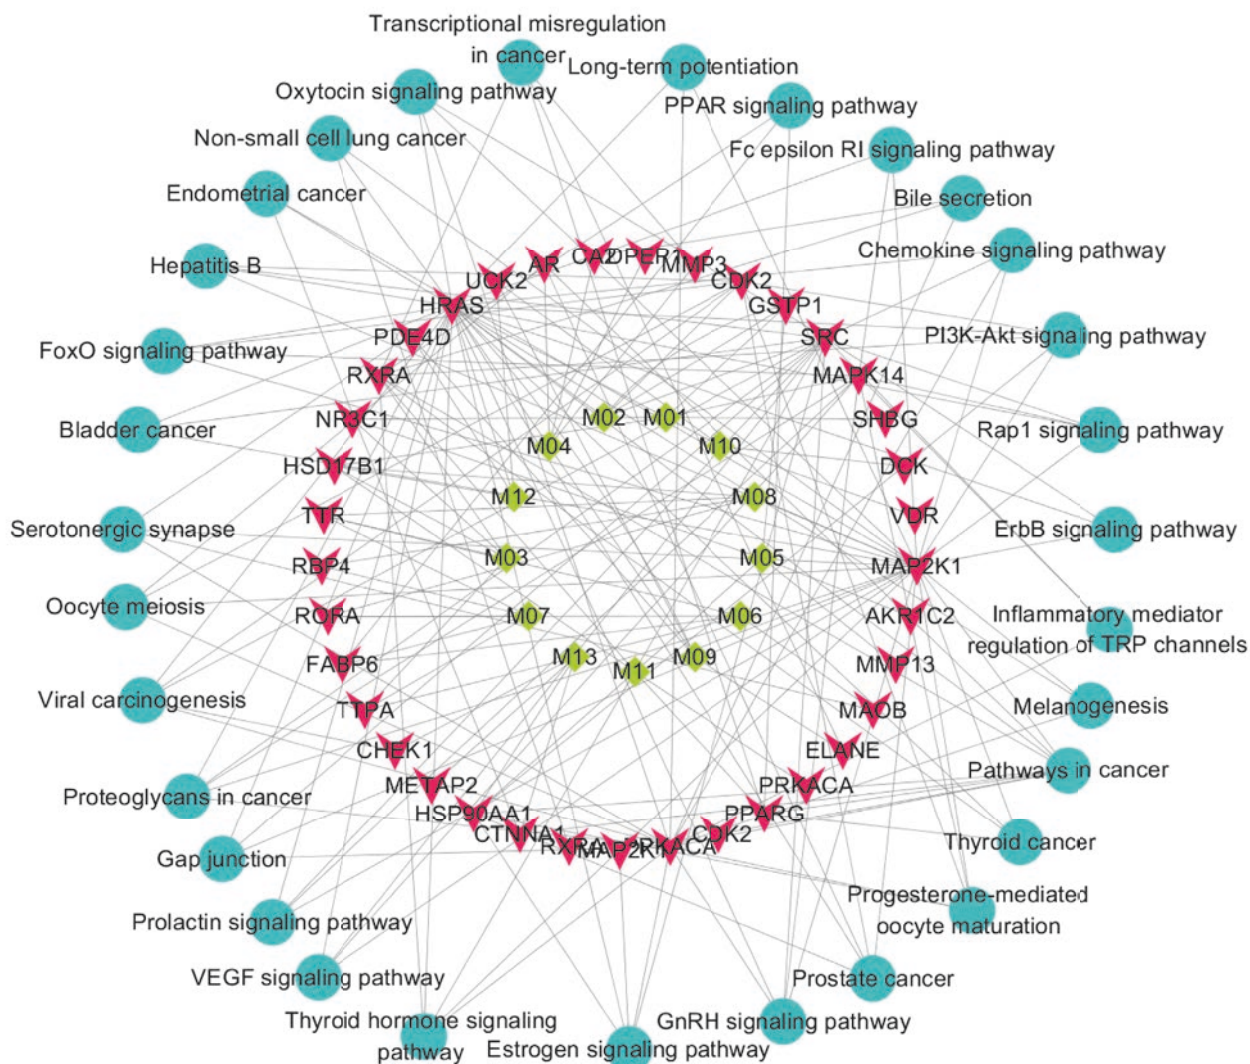 Transcriptional misregulation
in cancer
Long-term potentiation
Oxytocin signaling pathway
PPAR signaling pathway
Non-small cell lung cancer
Fc epsilon RI signaling pathway
Endometrial cancer
Bile secretion
Chemokine signaling pathway
Hepatitis B
UCK2
AR
CA2
MMP3
CDK2
HRAS
GSTP1
PDE4D
SRC
PI3K-Akt signaling pathway
FoxO signaling pathway
RXRA
MAPK14
NR3C1
M02
M01
SHBG
Rap1 signaling pathway
Bladder cancer
M04
M10
HSD17B1
DCK
M12
M08
TTR
VDR
Serotonergic synapse
ErbB signaling pathway
M03
M05
RBP4
MAP2K1
Oocyte meiosis
RORA
M07
M06
AKR1C2
Inflammatory mediator
regulation of TRP channels
FABP6
M13
M11
M09
MMP13
Viral carcinogenesis
TTPA
MAOB
Melanogenesis
CHEK1
ELANE
Pathways in cancer
METAP2
PRKACA
Proteoglycans in cancer
HSP90AA1
PPARG
CTNNA1
CDK2
RXRA
MAP2K1
PRKACA
Thyroid cancer
Gap junction
Progesterone-mediated
oocyte maturation
Prolactin signaling pathway
VEGF signaling pathway
Prostate cancer
Thyroid hormone signaling
pathway
GnRH signaling pathway
Estrogen signaling pathway